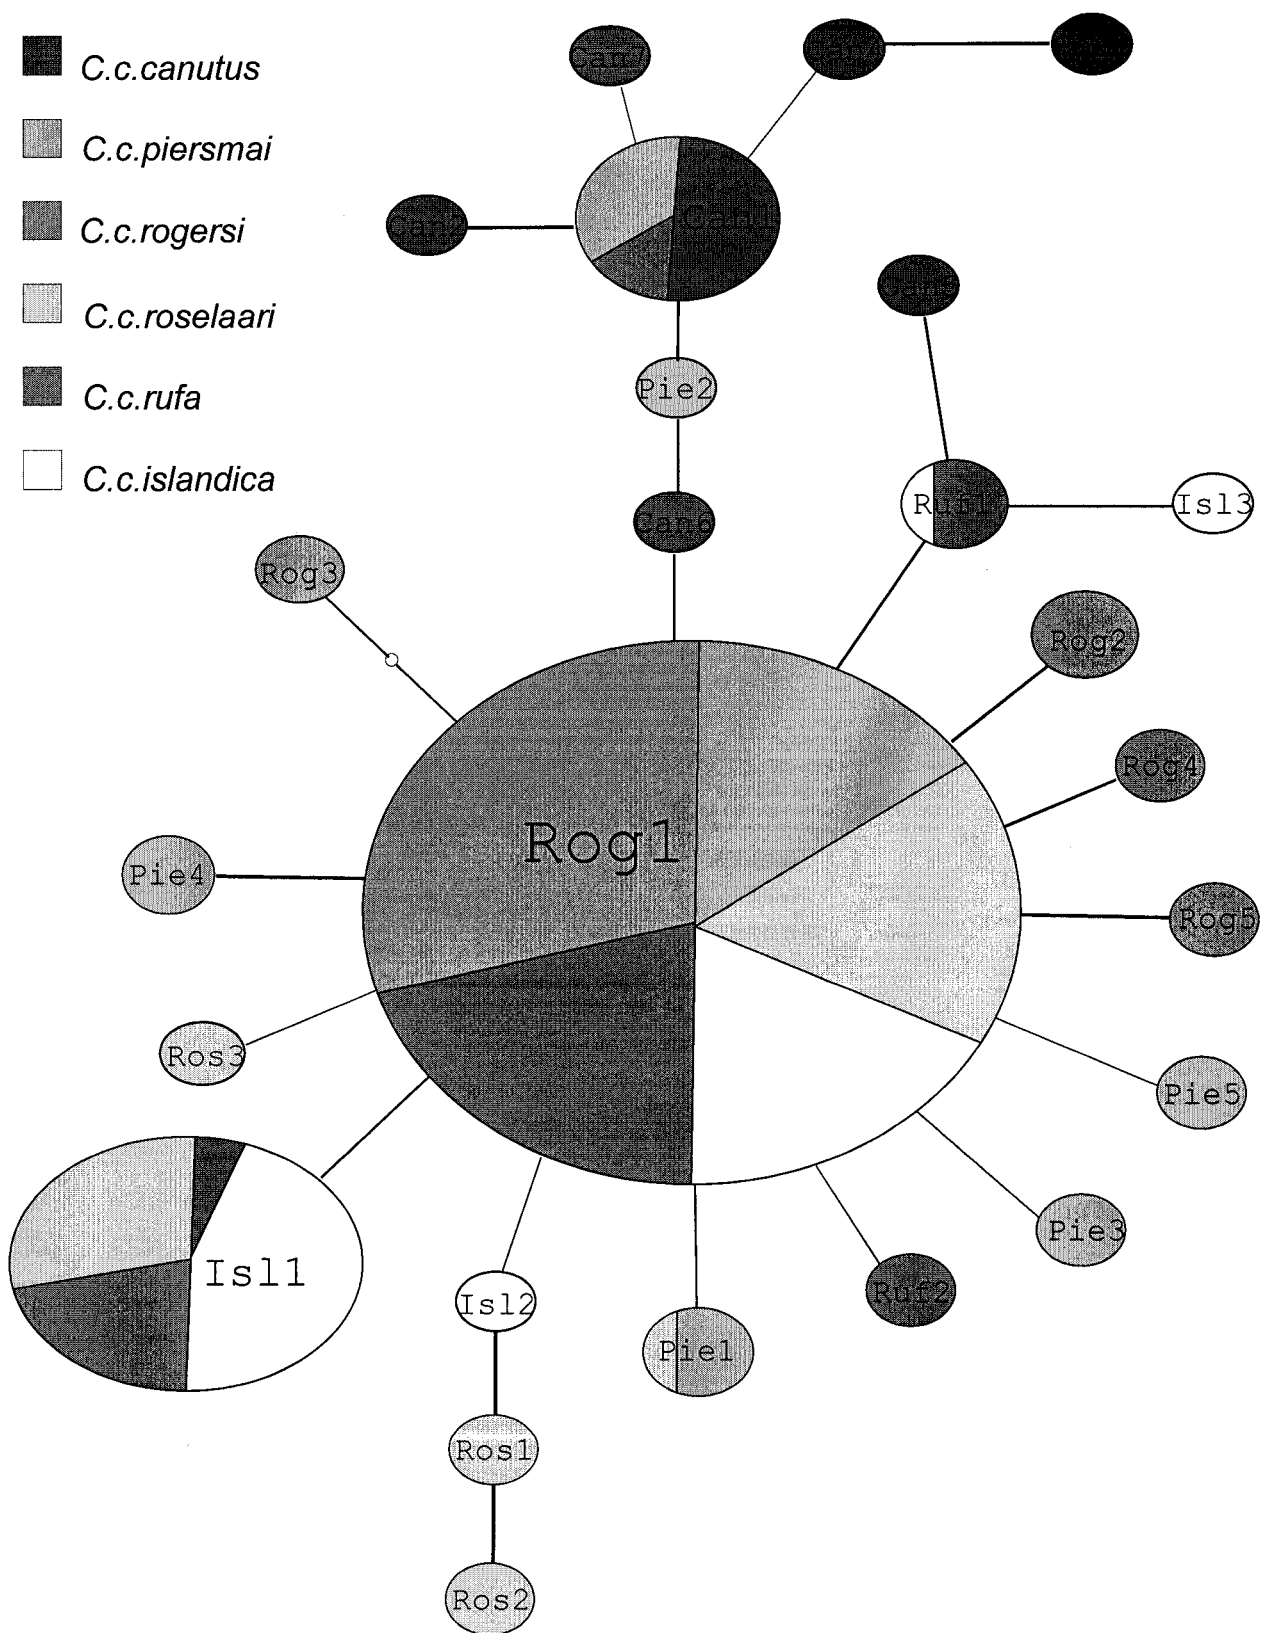 C.c.canutus
C.c.piersmai
C.c.rogersi
C.c.roselaari
C.c.rufa
C.c.islandica
Can7
Can1
Can2
Pie2
Can6
Ruf1
Isl3
Rog3
Rog2
Rog4
Rog1
Pie4
Rog5
Ros3
Pie5
Pie3
Isl1
Ruf2
Isl2
Pie1
Ros1
Ros2